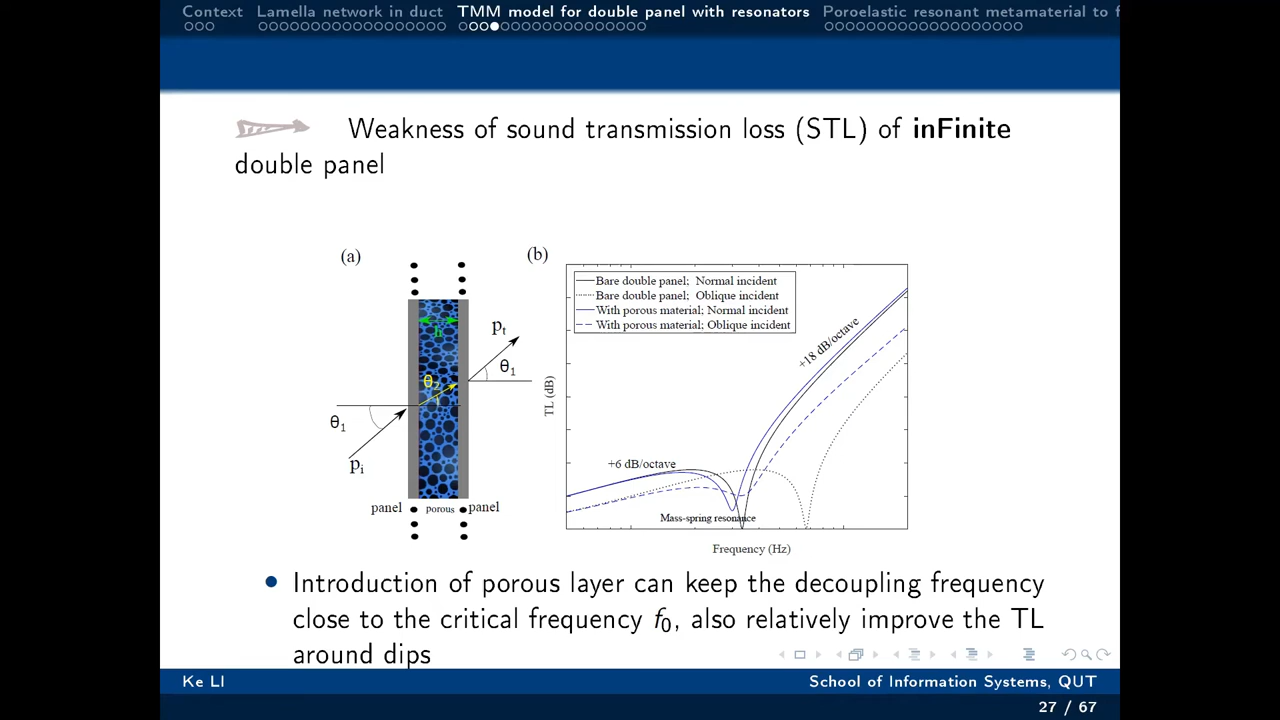 Context Lamella network in duct TMM model for double panel with resonators Poroelastic resonant metamaterial to f
Weakness of sound transmission loss (STL) of inFinite
double panel
(a)
h
θ2
θ1
pi
pt
θ1
panel porous panel
(b)
Bare double panel; Normal incident
Bare double panel; Oblique incident
With porous material; Normal incident
With porous material; Oblique incident
+18 dB/octave
TL (dB)
+6 dB/octave
Mass-spring resonance
Frequency (Hz)
Introduction of porous layer can keep the decoupling frequency
close to the critical frequency f0, also relatively improve the TL
around dips
Ke LI School of Information Systems, QUT
27 / 67